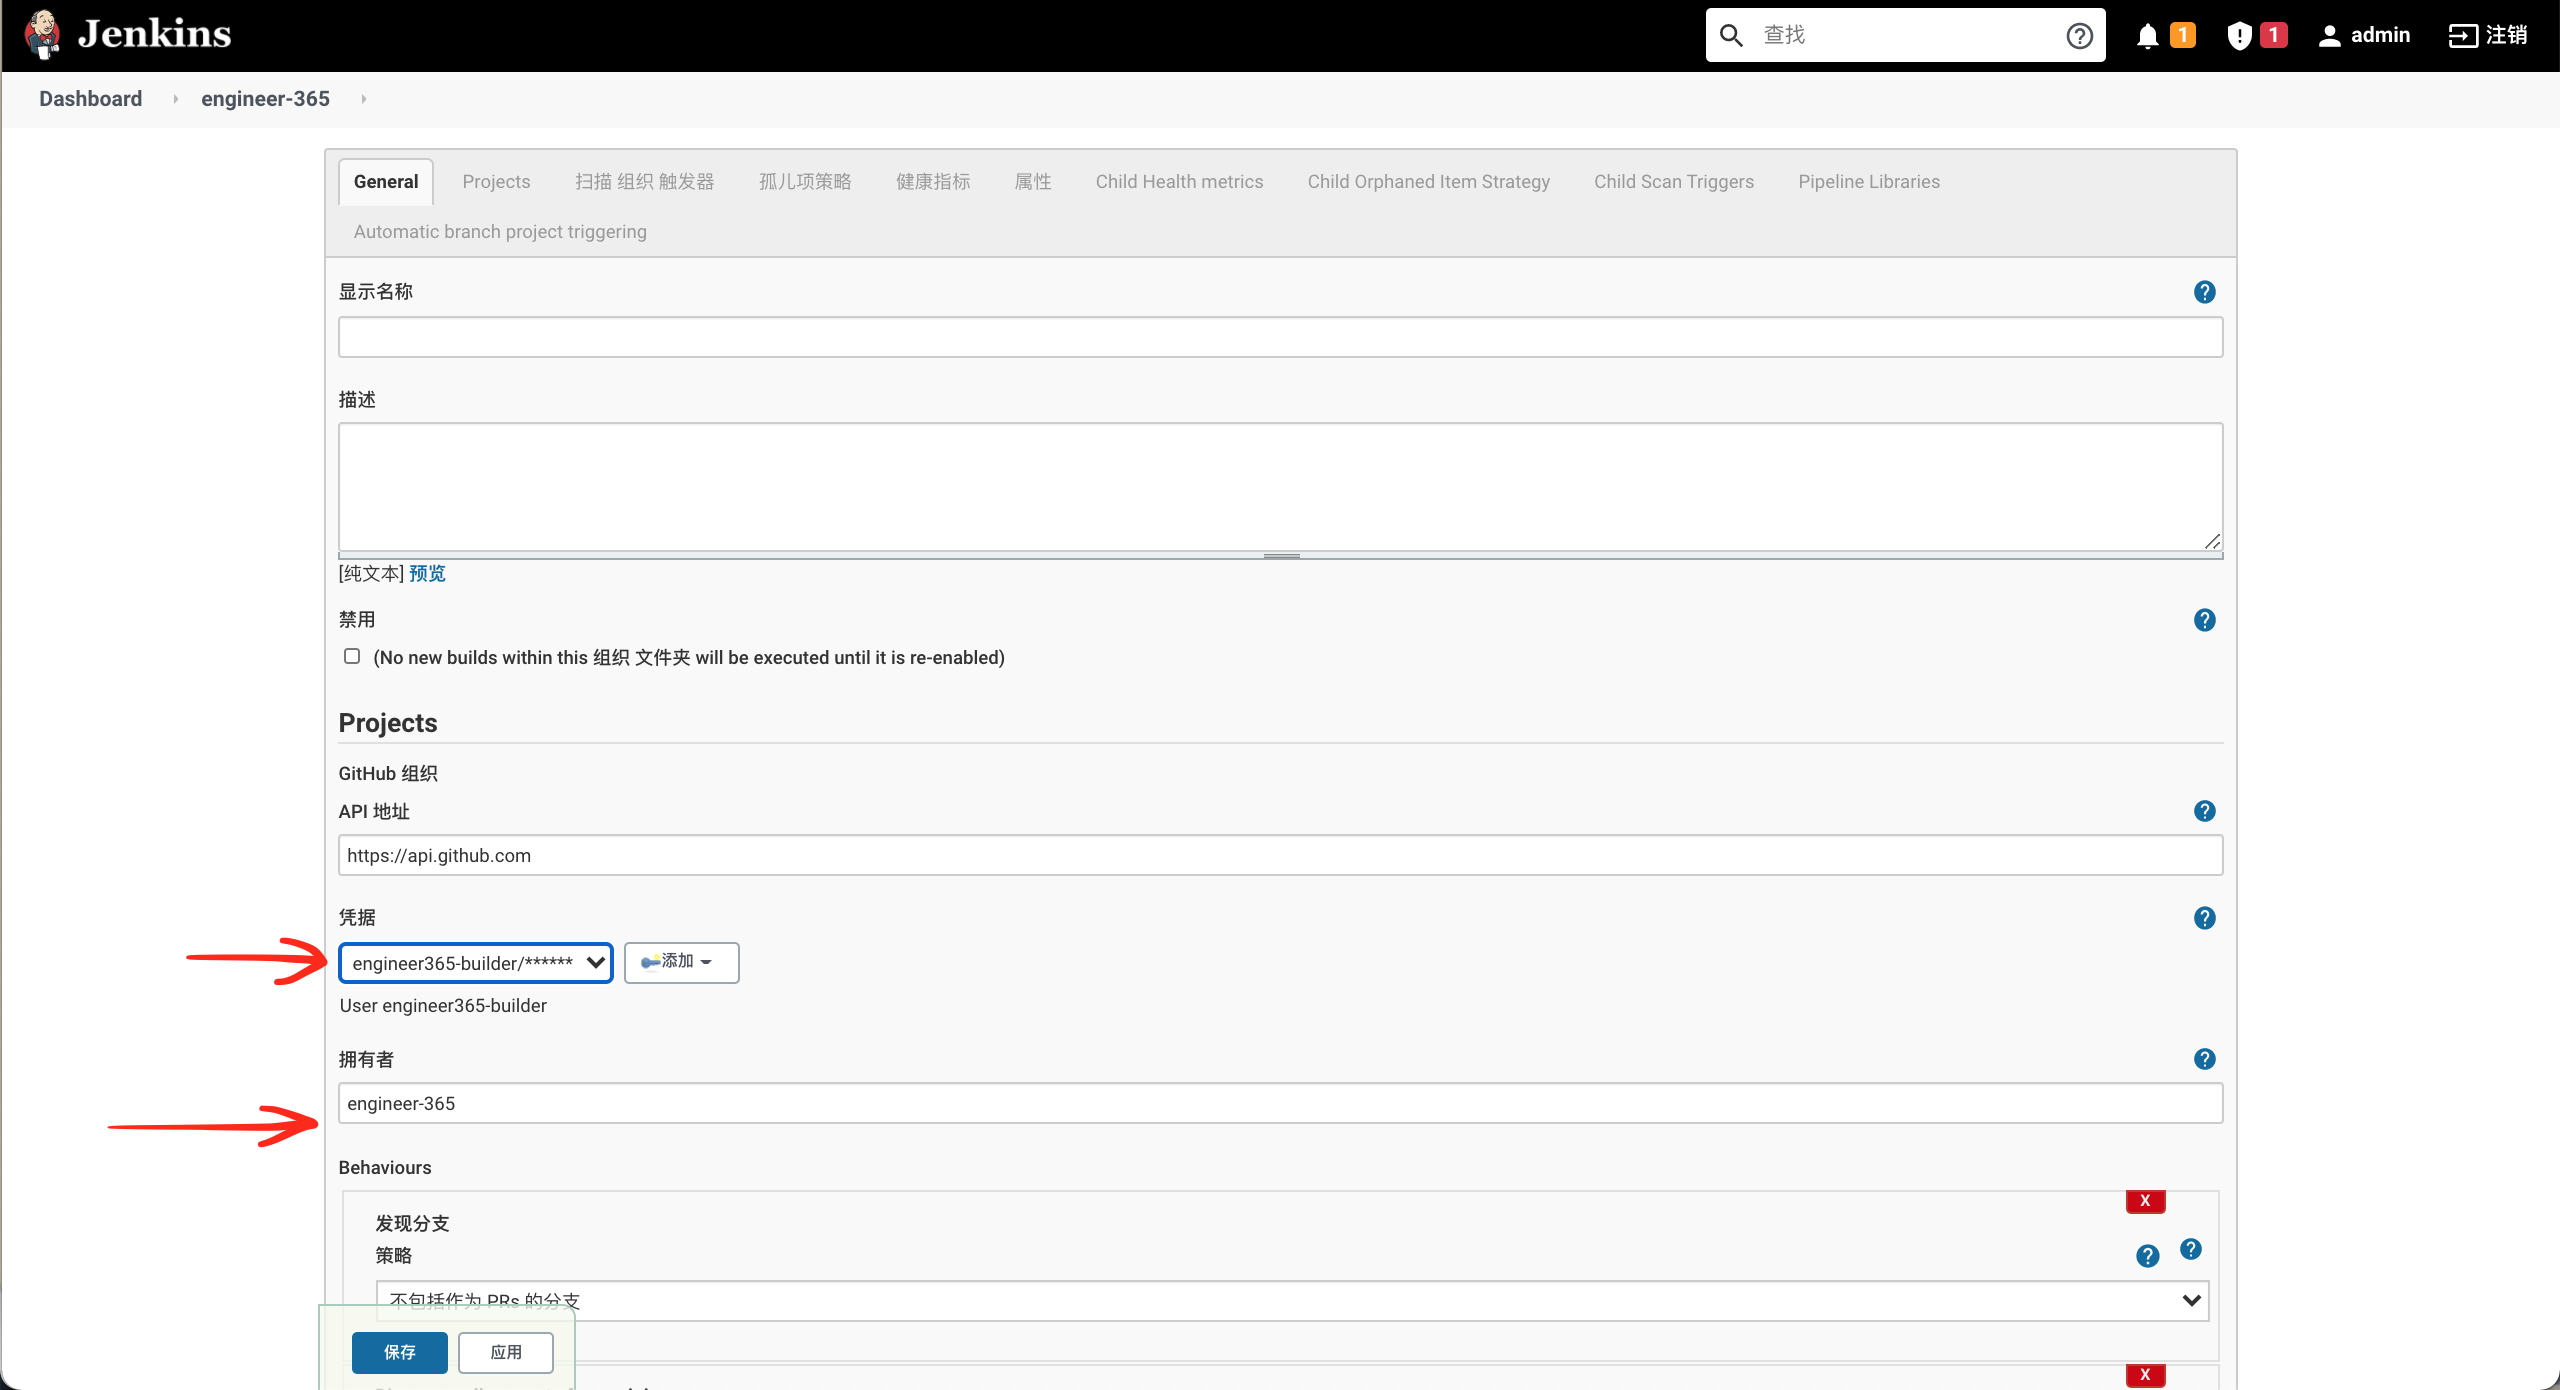 Jenkins
查找
1
1
admin
注销
Dashboard
engineer-365
General
Projects
扫描 组织 触发器
孤儿项策略
健康指标
属性
Child Health metrics
Child Orphaned Item Strategy
Child Scan Triggers
Pipeline Libraries
Automatic branch project triggering
显示名称
描述
[纯文本] 预览
禁用
(No new builds within this 组织 文件夹 will be executed until it is re-enabled)
Projects
GitHub 组织
API 地址
https://api.github.com
凭据
engineer365-builder/******
添加
User engineer365-builder
拥有者
engineer-365
Behaviours
X
发现分支
策略
不包括作为 PRs 的分支
保存
应用
X